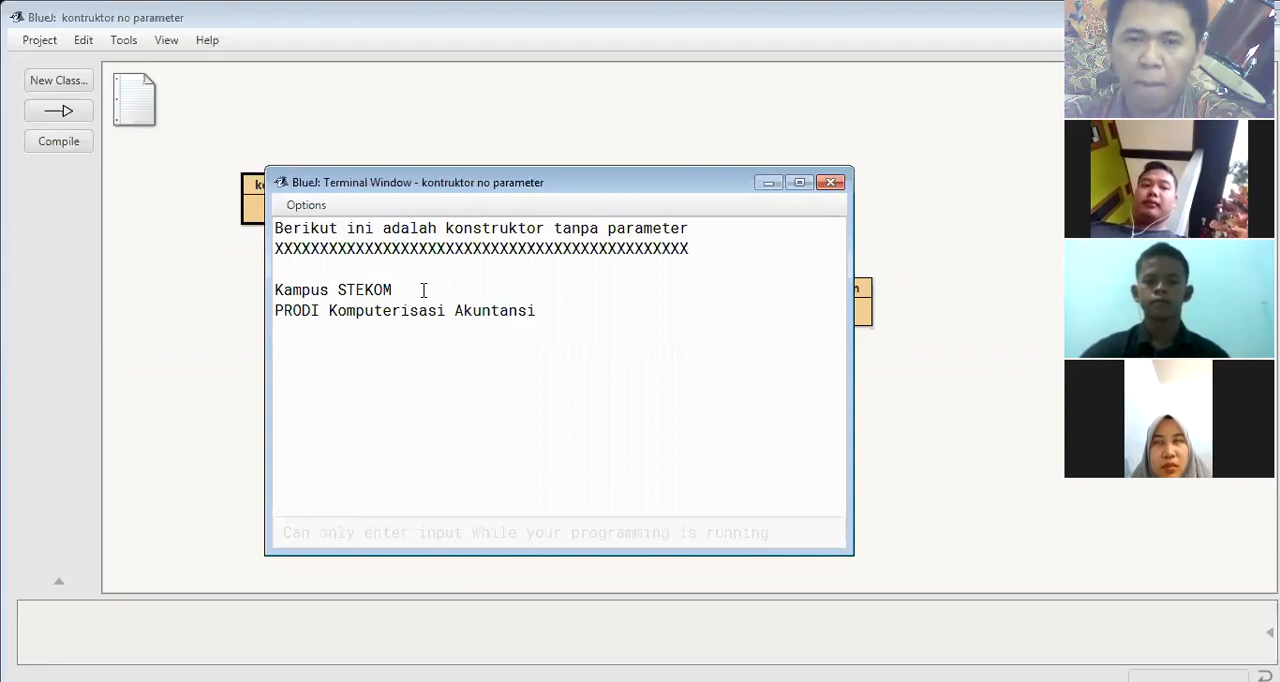 BlueJ: kontruktor no parameter
Project Edit Tools View Help
New Class...
Compile
BlueJ: Terminal Window - kontruktor no parameter
Options
Berikut ini adalah konstruktor tanpa parameter
XXXXXXXXXXXXXXXXXXXXXXXXXXXXXXXXXXXXXXXXXXXXXX
Kampus STEKOM
PRODI Komputerisasi Akuntansi
Can only enter input While your programming is running